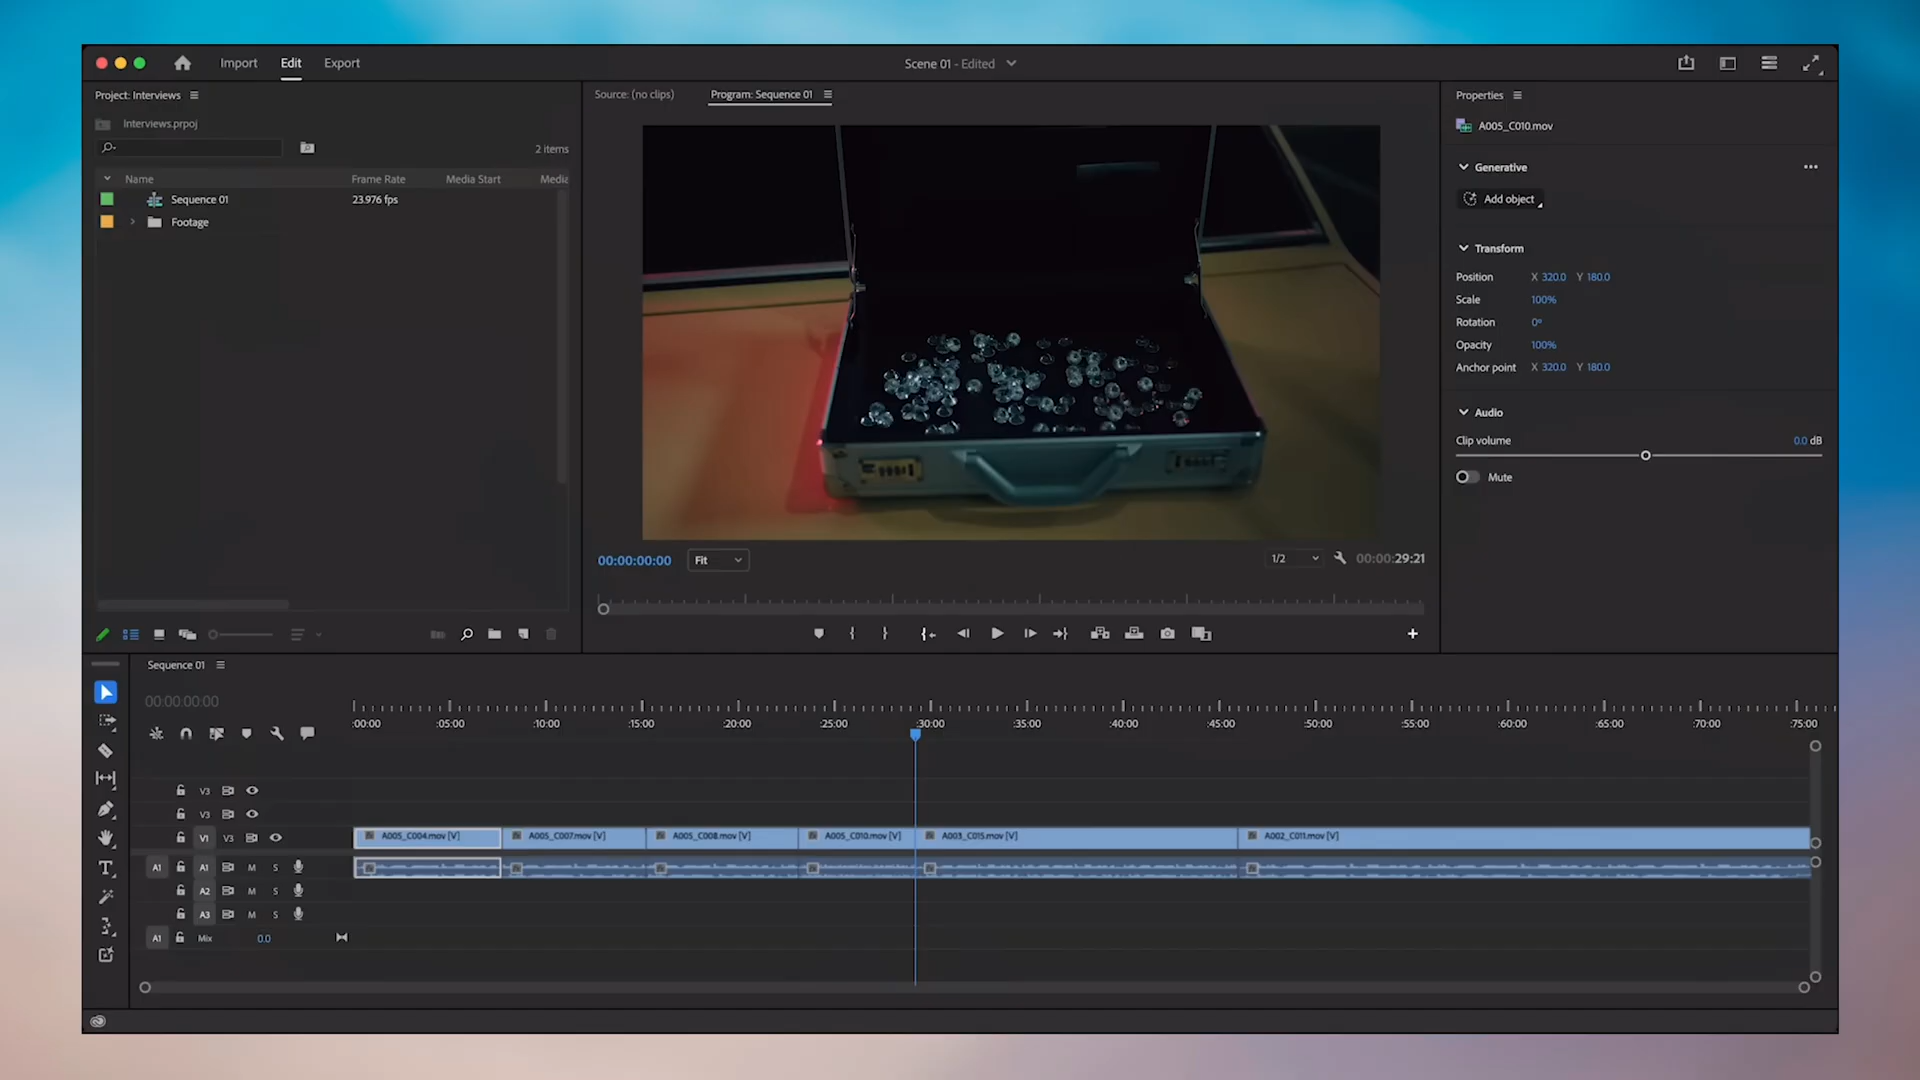 Import Edit Export
Scene 01 - Edited
Project: Interviews
Interviews.prproj
2 items
Name Frame Rate Media Start Media
Sequence 01 23.976 fps
Footage
Source: (no clips) Program: Sequence 01
00:00:00:00 Fit 1/2 00:00:29:21
Properties
A005_C010.mov
Generative
Add object
Transform
Position X 320.0 Y 180.0
Scale 100%
Rotation 0°
Opacity 100%
Anchor point X 320.0 Y 180.0
Audio
Clip volume 0.0 dB
Mute
Sequence 01
00:00:00:00
:00:00 :05:00 :10:00 :15:00 :20:00 :25:00 :30:00 :35:00 :40:00 :45:00 :50:00 :55:00 :60:00 :65:00 :70:00 :75:00
V3
V3
V1 V3 A005_C004.mov [V] A005_C007.mov [V] A005_C008.mov [V] A005_C010.mov [V] A003_C015.mov [V] A002_C011.mov [V]
A1 A1 M S
A2 M S
A3 M S
A1 Mix 0.0